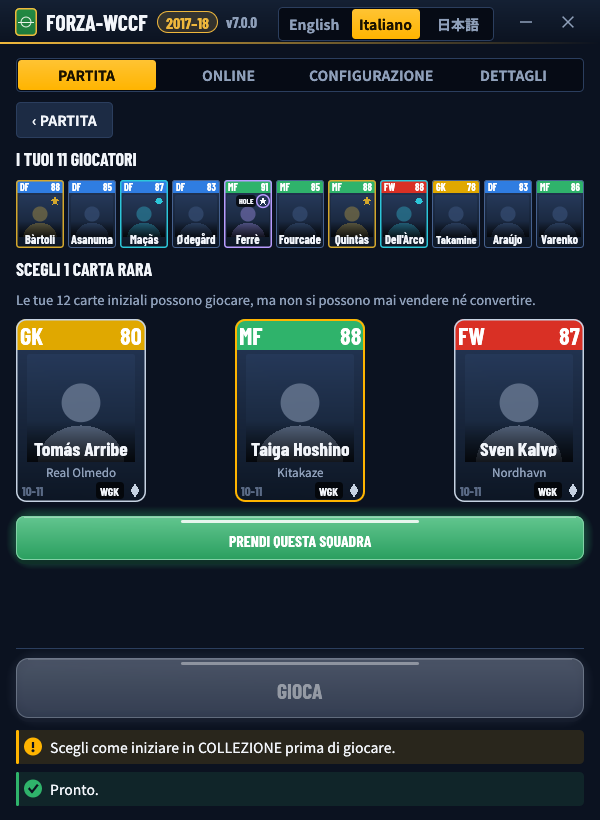 FORZA-WCCF 2017-18 v7.0.0 English Italiano 日本語
PARTITA ONLINE CONFIGURAZIONE DETTAGLI
‹ PARTITA
I TUOI 11 GIOCATORI
DF 88 DF 85 DF 87 DF 83 MF 91 MF 85 MF 88 FW 88 GK 78 DF 83 MF 86
HOLE
Bàrtoli Asanuma Maçàs Ødegård Ferrè Fourcade Quintàs Dell'Àrco Takamine Araújo Varenko
SCEGLI 1 CARTA RARA
Le tue 12 carte iniziali possono giocare, ma non si possono mai vendere né convertire.
GK 80 MF 88 FW 87
Tomás Arribe Taiga Hoshino Sven Kalvø
Real Olmedo Kitakaze Nordhavn
10-11 WGK 10-11 WGK 10-11 WGK
PRENDI QUESTA SQUADRA
GIOCA
Scegli come iniziare in COLLEZIONE prima di giocare.
Pronto.